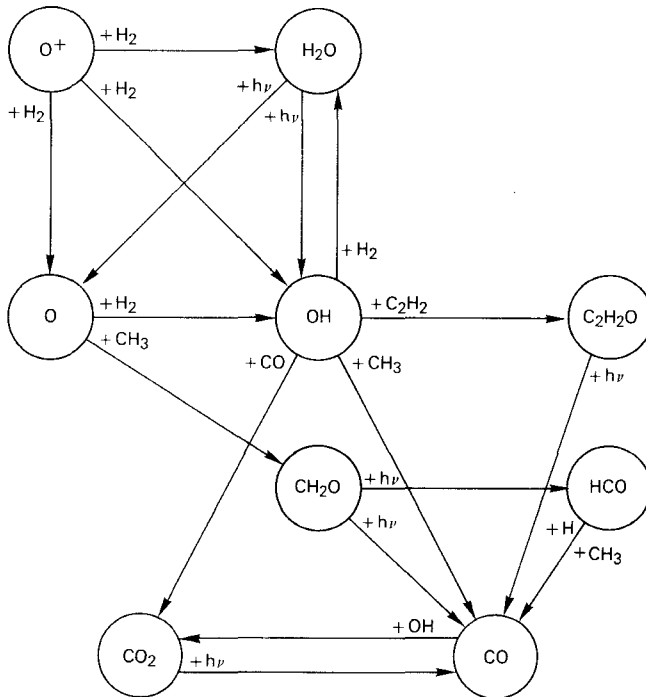 O⁺
+ H₂
H₂O
+ H₂
+ hν
+ H₂
+ hν
+ H₂
O
+ H₂
OH
+ C₂H₂
C₂H₂O
+ CH₃
+ CO
+ CH₃
+ hν
CH₂O
+ hν
HCO
+ hν
+ H
+ CH₃
CO₂
+ OH
CO
+ hν